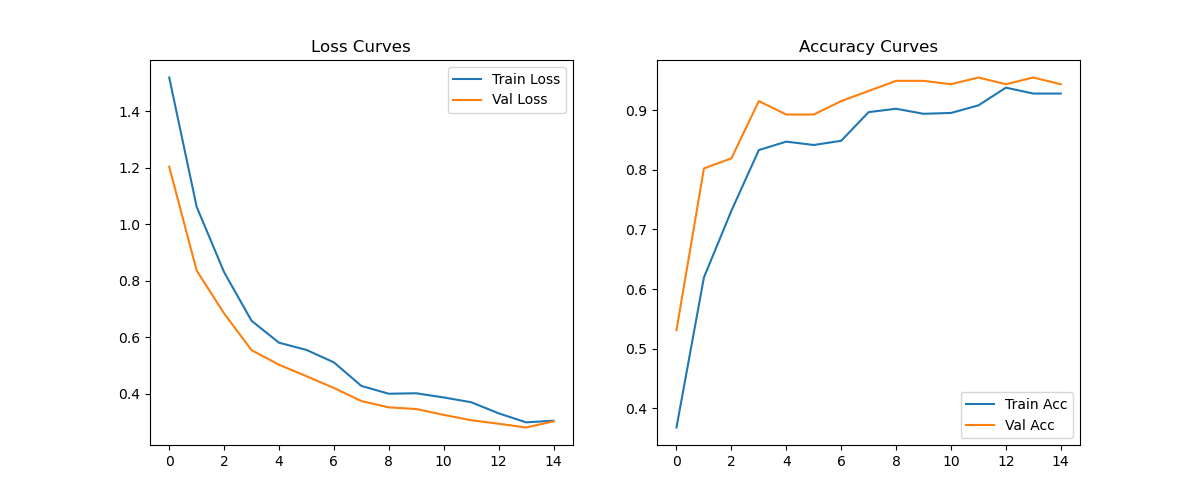 Loss Curves
Train Loss
Val Loss
1.4
1.2
1.0
0.8
0.6
0.4
0 2 4 6 8 10 12 14
Accuracy Curves
0.9
0.8
0.7
0.6
0.5
0.4
Train Acc
Val Acc
0 2 4 6 8 10 12 14